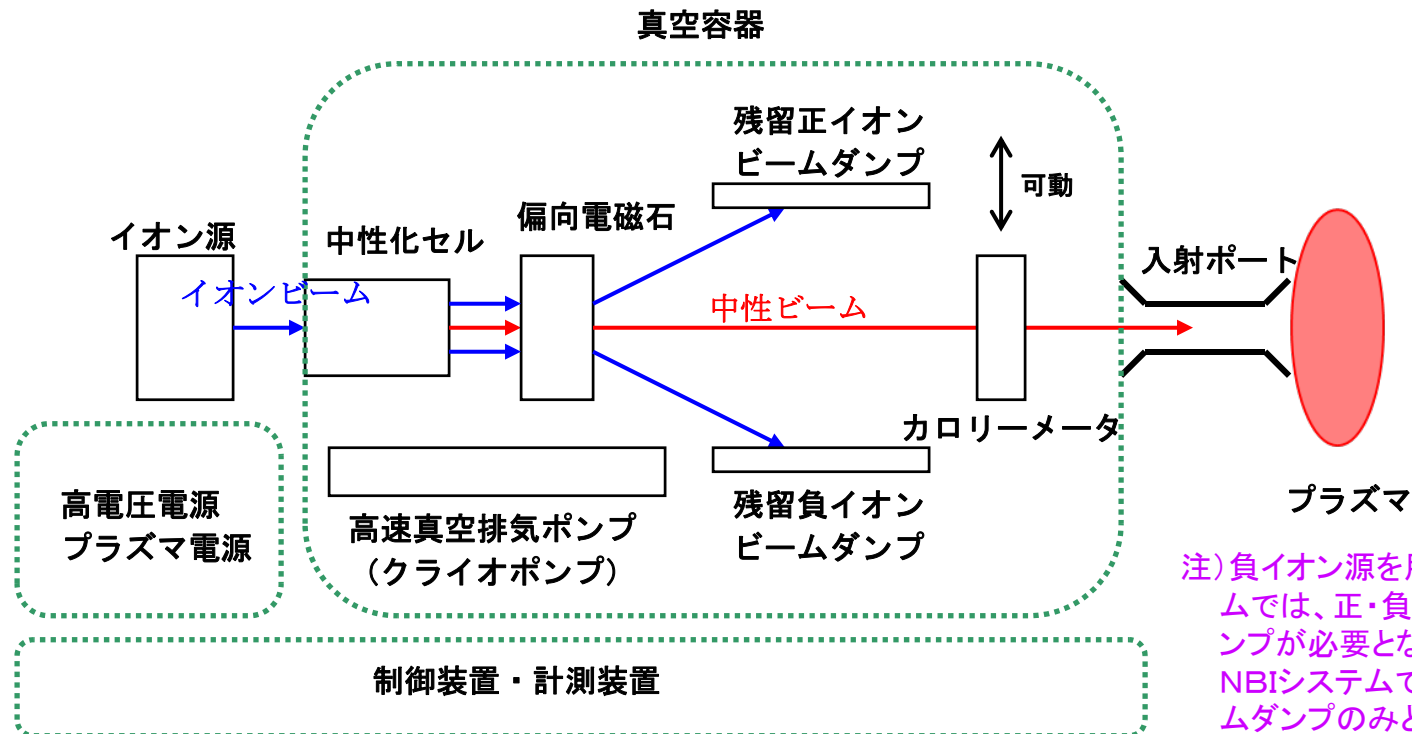 真空容器
残留正イオン
ビームダンプ
可動
偏向電磁石
イオン源
中性化セル
入射ポート
イオンビーム
中性ビーム
カロリーメータ
高電圧電源
プラズマ電源
高速真空排気ポンプ
（クライオポンプ）
残留負イオン
ビームダンプ
プラズマ
注）負イオン源を
ムでは、正・負
ンプが必要とな
NBIシステムで
ムダンプのみと
制御装置・計測装置